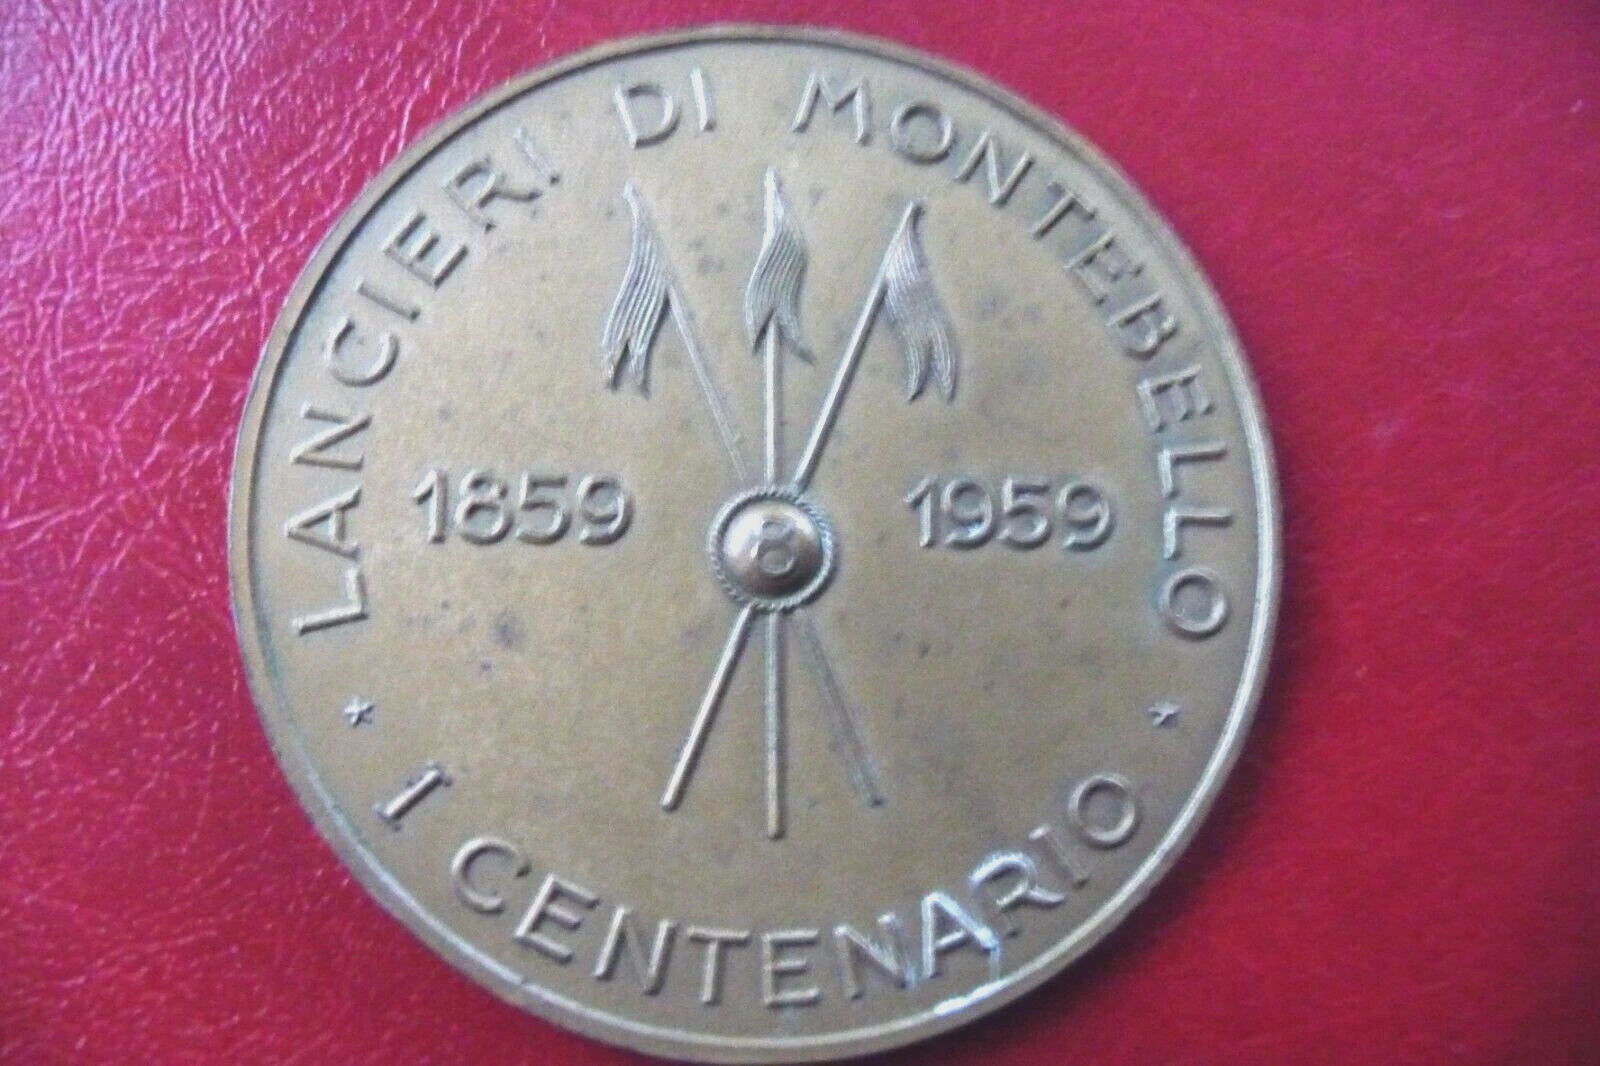 LANCIERI DI MONTEBELLO
1859 1959
8
* I CENTENARIO *